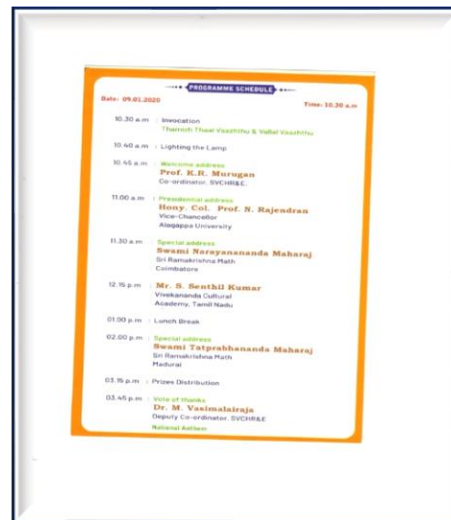 PROGRAMME SCHEDULE
Date: 09.01.2020 Time: 10.30 a.m
10.30 a.m : Invocation
Thamizh Thaai Vaazhthu & Vallal Vaazhthu
10.40 a.m : Lighting the Lamp
10.45 a.m : Welcome address
Prof. K.R. Murugan
Co-ordinator, SVCHR&E.
11.00 a.m : Presidential address
Hony. Col. Prof. N. Rajendran
Vice-Chancellor
Alagappa University
11.30 a.m : Special address
Swami Narayanananda Maharaj
Sri Ramakrishna Math
Coimbatore
12.15 p.m : Mr. S. Senthil Kumar
Vivekananda Cultural
Academy, Tamil Nadu
01.00 p.m : Lunch Break
02.00 p.m : Special address
Swami Tatprabhananda Maharaj
Sri Ramakrishna Math
Madurai
03.15 p.m : Prizes Distribution
03.45 p.m : Vote of thanks
Dr. M. Vasimalairaja
Deputy Co-ordinator, SVCHR&E
National Anthem